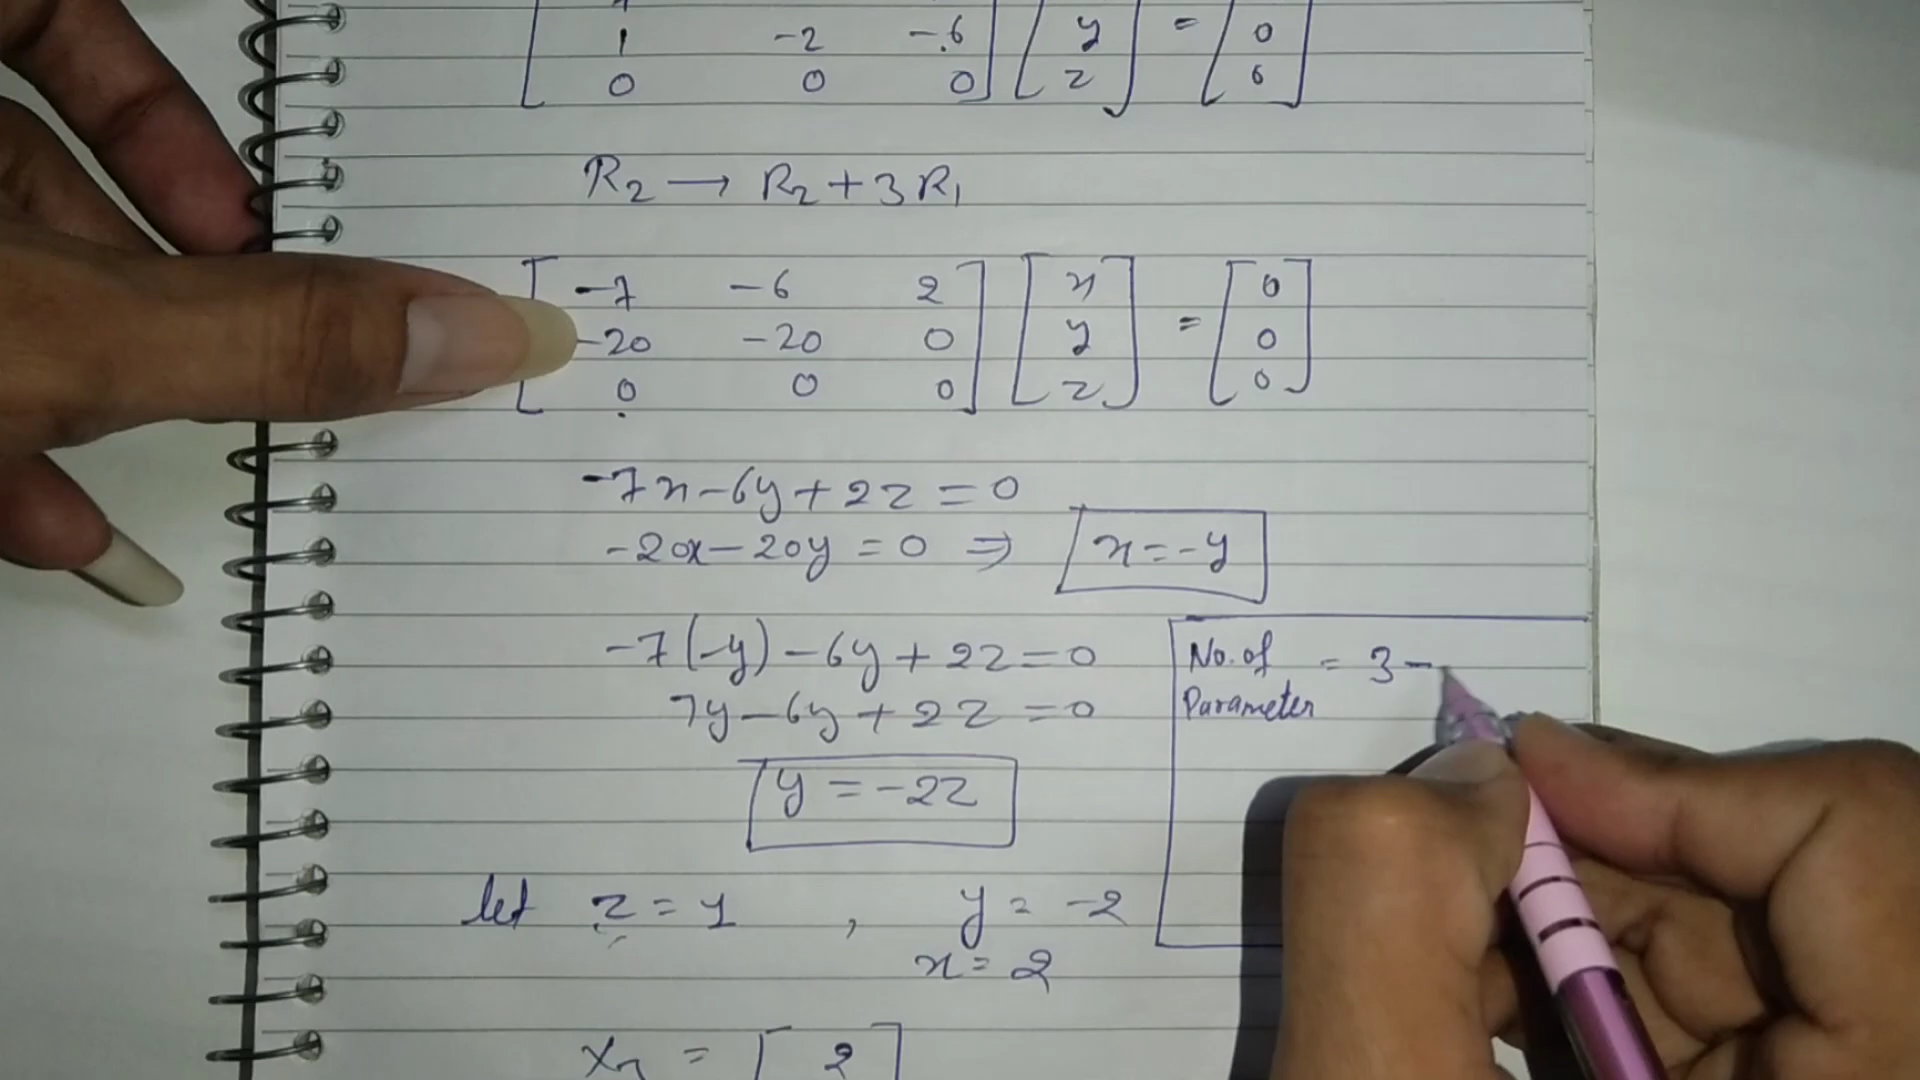 1 -2 -6 y = 0
0 0 0 z 0
R₂ → R₂ + 3R₁
-7 -6 2 x 0
-20 -20 0 y = 0
0 0 0 z 0
-7x - 6y + 2z = 0
-20x - 20y = 0 ⇒ x = -y
-7(-y) - 6y + 2z = 0
7y - 6y + 2z = 0
y = -2z
No. of = 3 -
Parameter
let z = 1 , y = -2
x = 2
= [ 2 ]